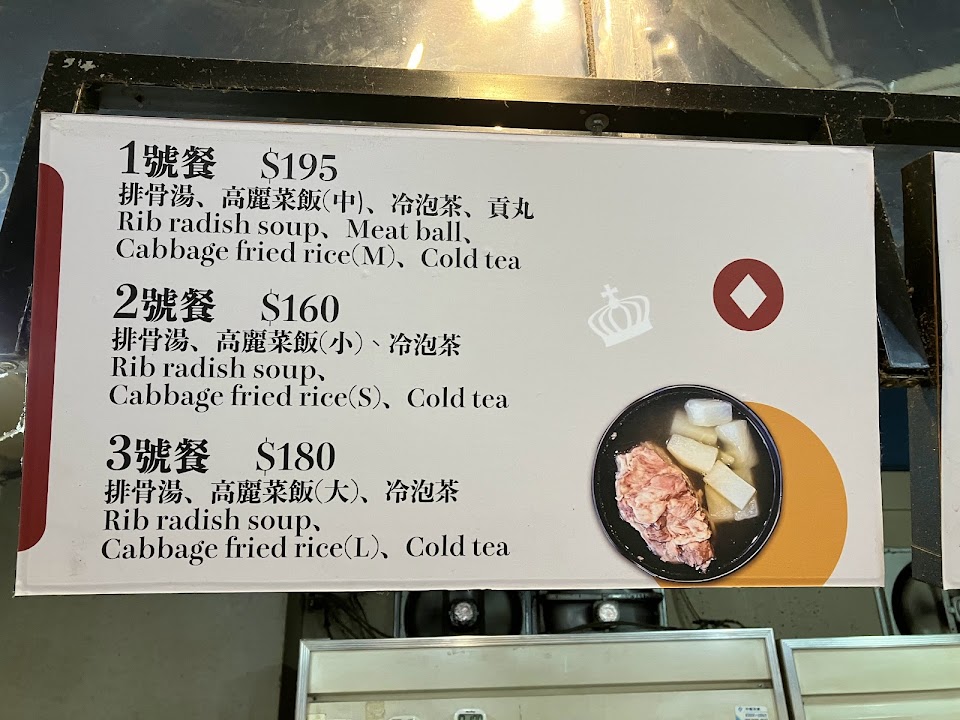 1號餐 $195
排骨湯、高麗菜飯(中)、冷泡茶、貢丸
Rib radish soup、Meat ball、
Cabbage fried rice(M)、Cold tea
2號餐 $160
排骨湯、高麗菜飯(小)、冷泡茶
Rib radish soup、
Cabbage fried rice(S)、Cold tea
3號餐 $180
排骨湯、高麗菜飯(大)、冷泡茶
Rib radish soup、
Cabbage fried rice(L)、Cold tea